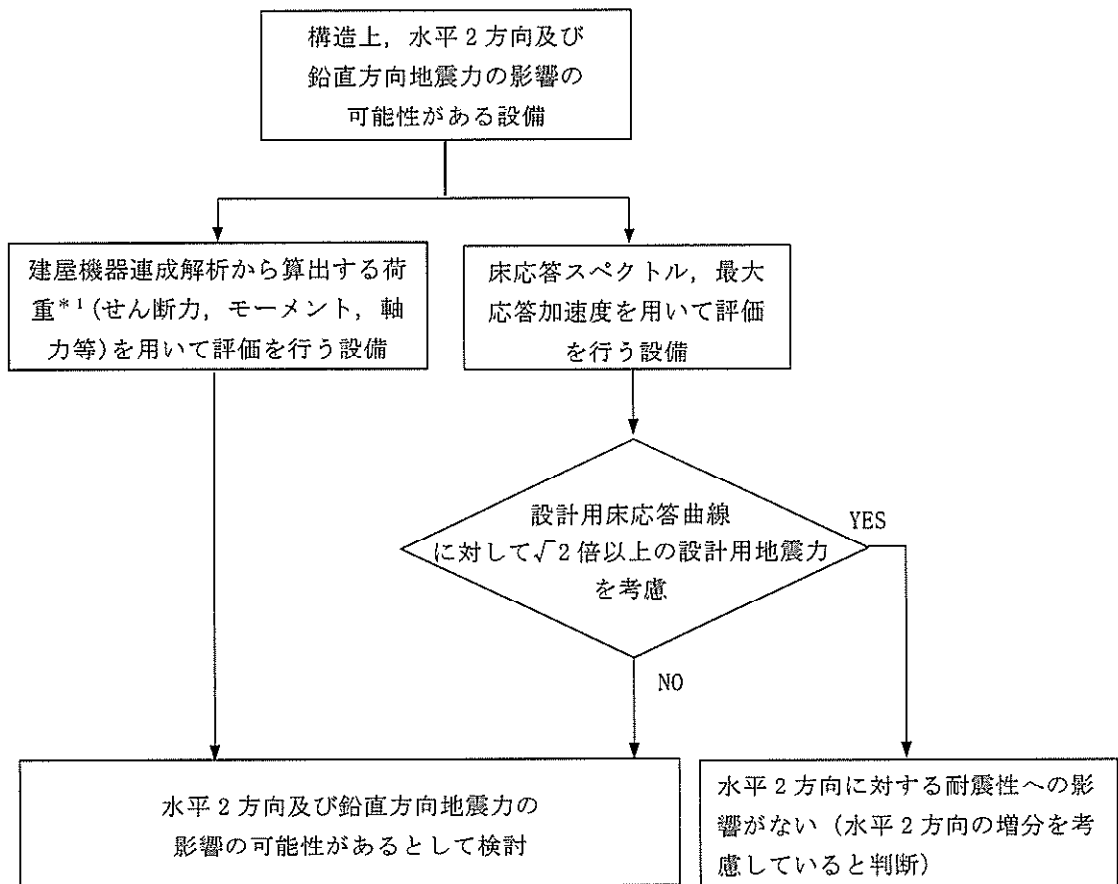 構造上，水平2方向及び
鉛直方向地震力の影響の
可能性がある設備
建屋機器連成解析から算出する荷
重*1(せん断力，モーメント，軸
力等)を用いて評価を行う設備
床応答スペクトル，最大
応答加速度を用いて評価
を行う設備
設計用床応答曲線
に対して√2倍以上の設計用地震力
を考慮
YES
NO
水平2方向及び鉛直方向地震力の
影響の可能性があるとして検討
水平2方向に対する耐震性への影
響がない（水平2方向の増分を考
慮していると判断）